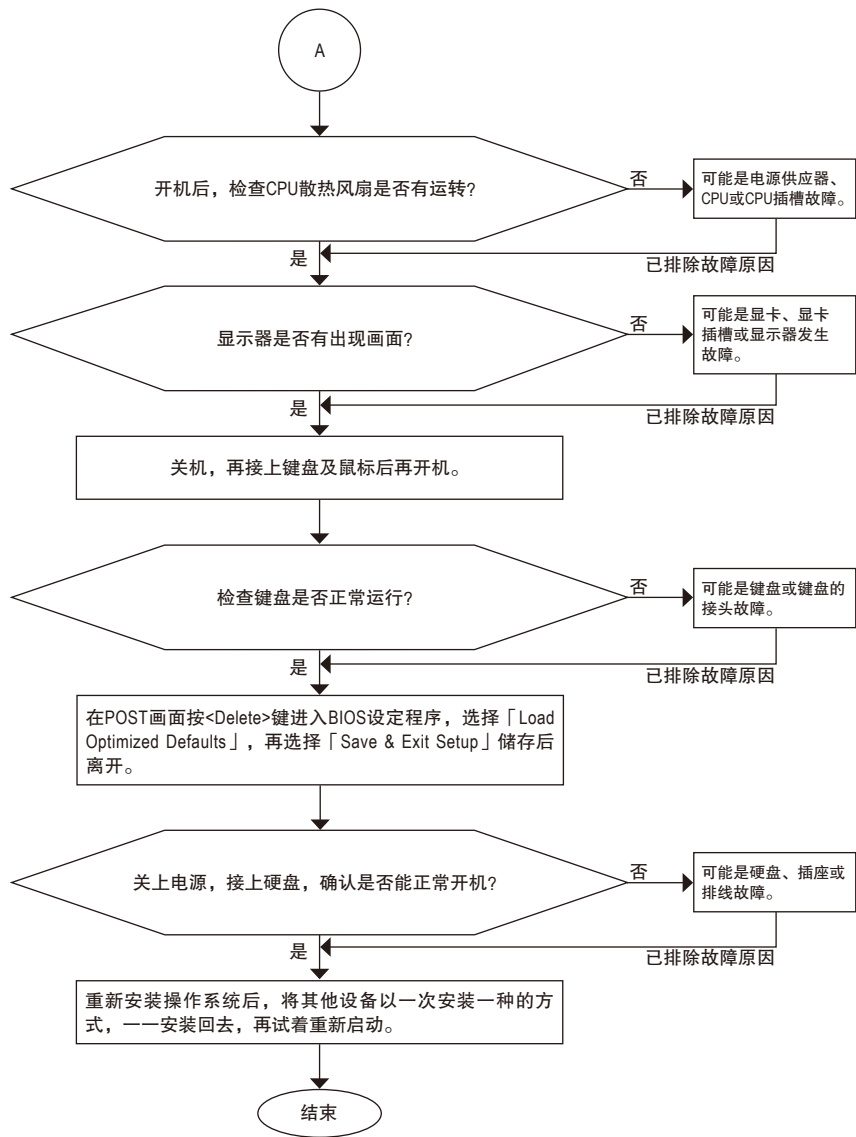 A
开机后，检查CPU散热风扇是否有运转?
否
可能是电源供应器、
CPU或CPU插槽故障。
是
已排除故障原因
显示器是否有出现画面?
否
可能是显卡、显卡
插槽或显示器发生
故障。
是
已排除故障原因
关机，再接上键盘及鼠标后再开机。
检查键盘是否正常运行?
否
可能是键盘或键盘的
接头故障。
是
已排除故障原因
在POST画面按<Delete>键进入BIOS设定程序，选择「Load
Optimized Defaults」，再选择「Save & Exit Setup」储存后
离开。
关上电源，接上硬盘，确认是否能正常开机?
否
可能是硬盘、插座或
排线故障。
是
已排除故障原因
重新安装操作系统后，将其他设备以一次安装一种的方
式，一一安装回去，再试着重新启动。
结束